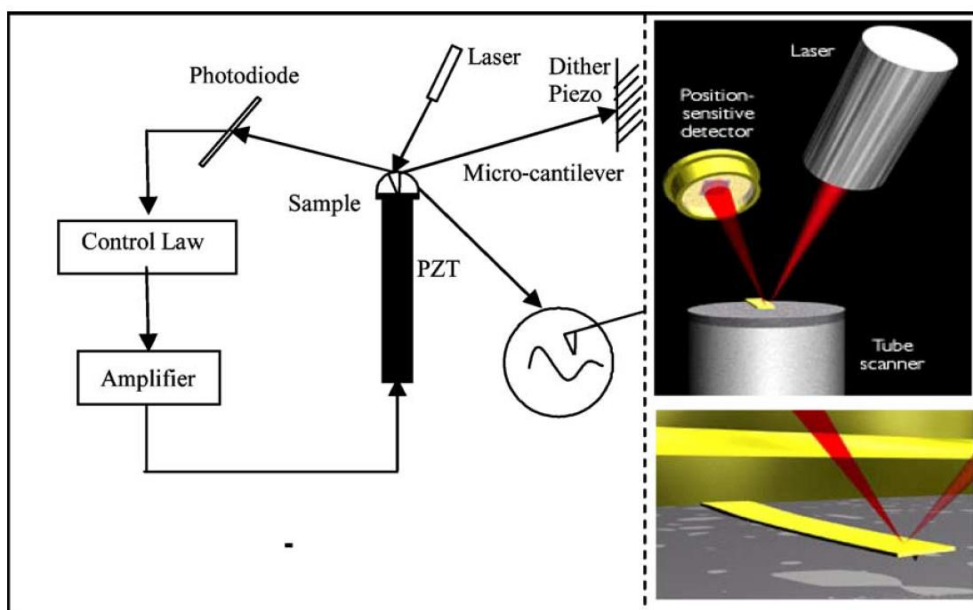 Photodiode
Laser
Dither
Piezo
Micro-cantilever
Sample
Control Law
PZT
Amplifier
-
Laser
Position-
sensitive
detector
Tube
scanner